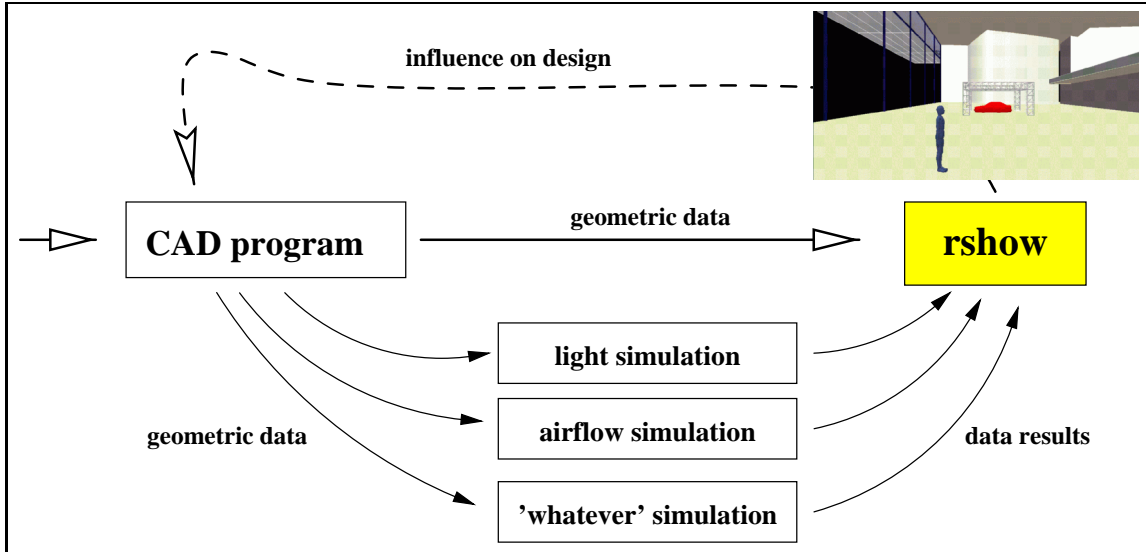 influence on design
geometric data
CAD program
rshow
light simulation
airflow simulation
geometric data
data results
’whatever’ simulation